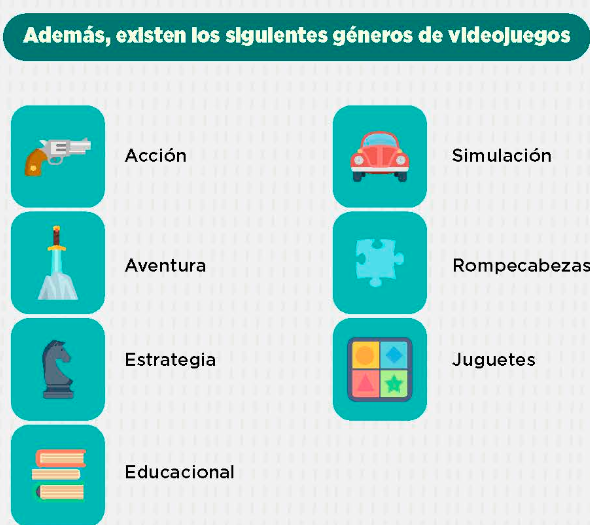 Además, existen los siguientes géneros de videojuegos
Acción
Simulación
Aventura
Rompecabezas
Estrategia
Juguetes
Educacional